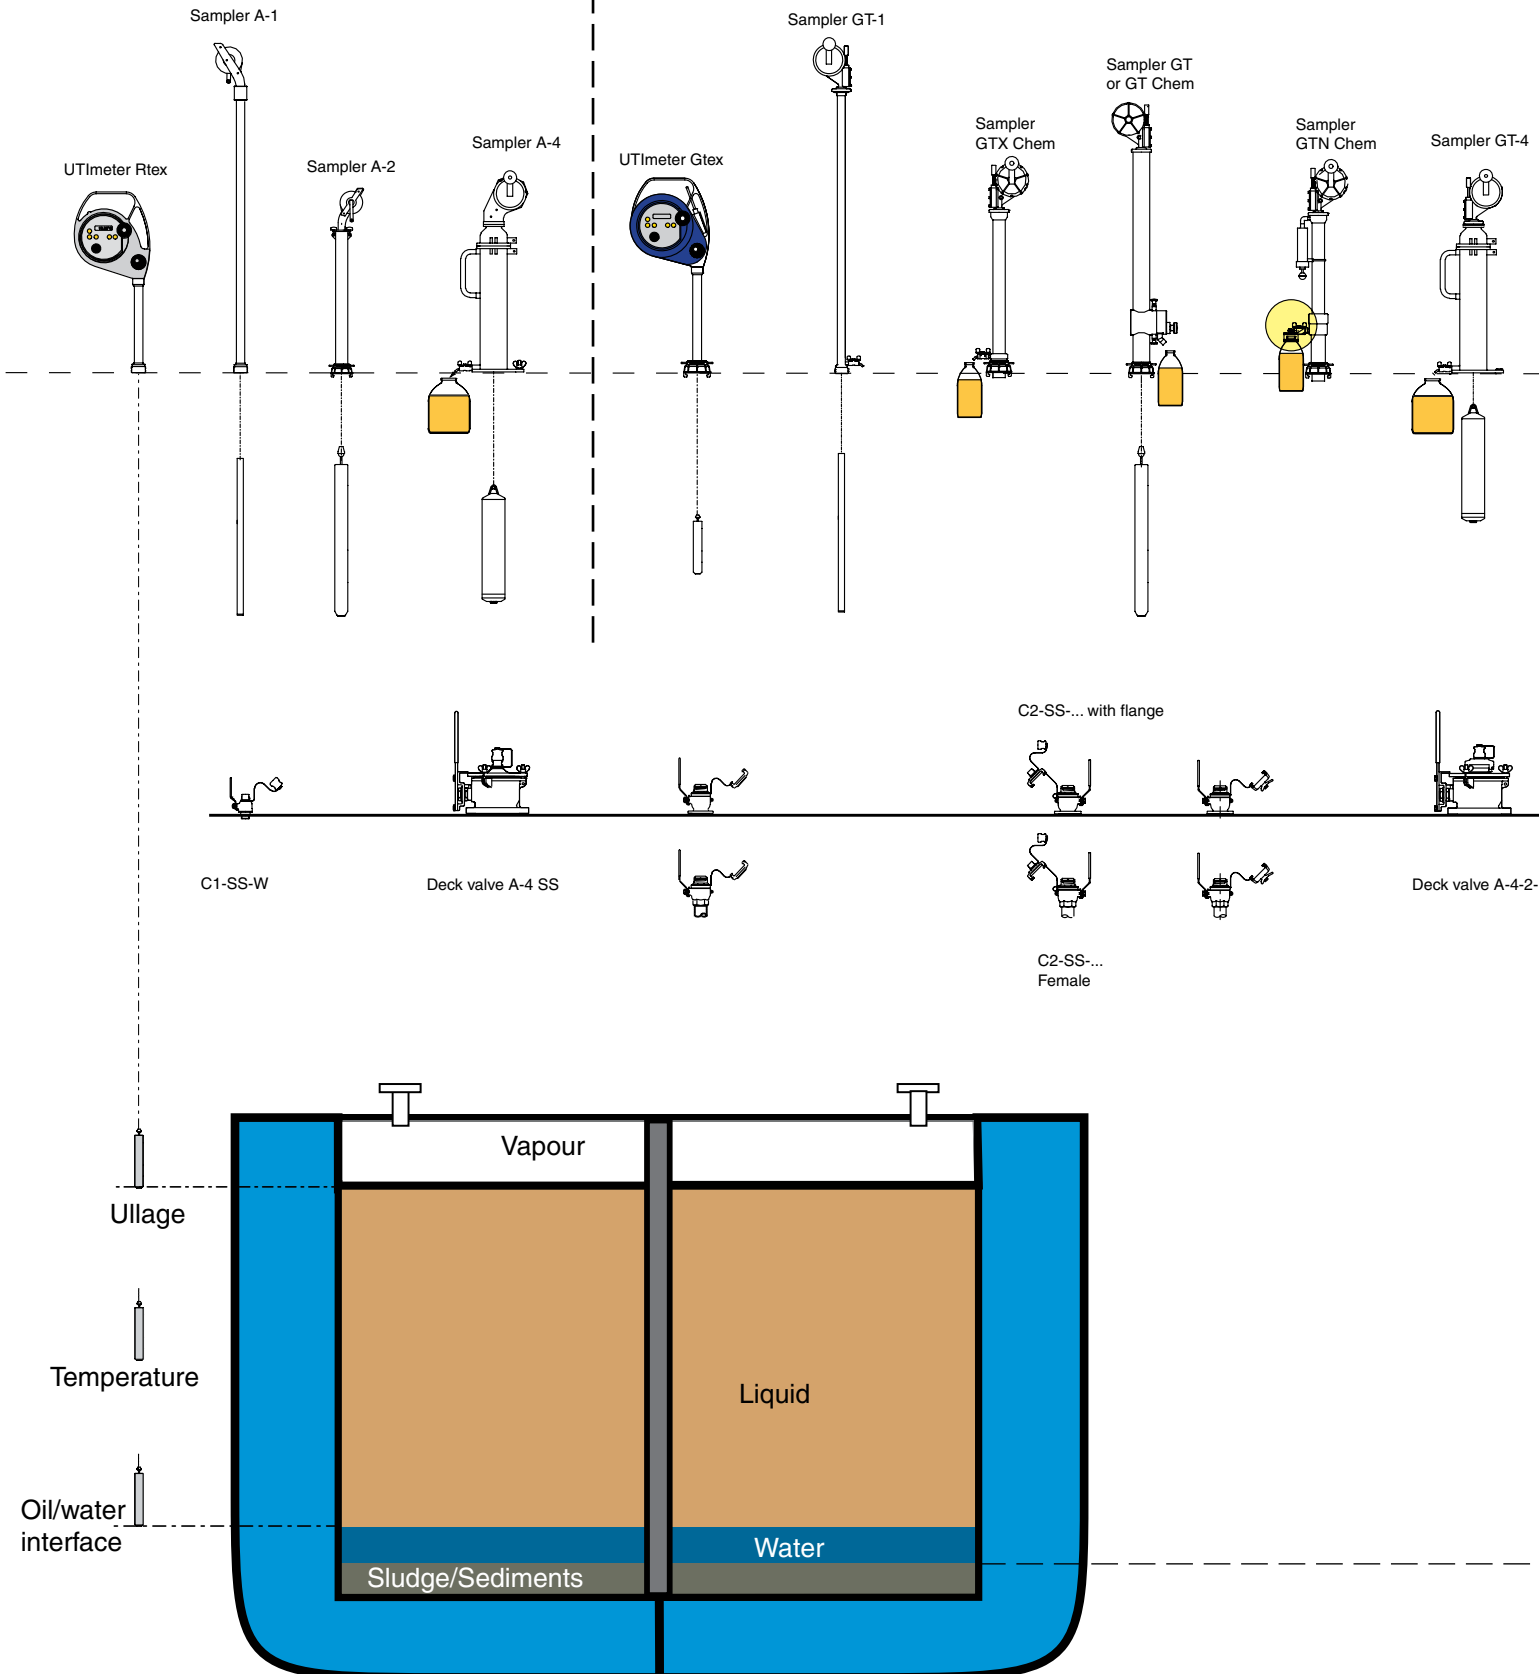 Sampler A-1
Sampler GT-1
Sampler GT
or GT Chem
Sampler
GTX Chem
Sampler
GTN Chem
Sampler A-4
Sampler GT-4
UTImeter Rtex
Sampler A-2
UTImeter Gtex
C2-SS-... with flange
C1-SS-W
Deck valve A-4 SS
Deck valve A-4-2-
C2-SS-...
Female
Vapour
Ullage
Temperature
Liquid
Oil/water
interface
Water
Sludge/Sediments